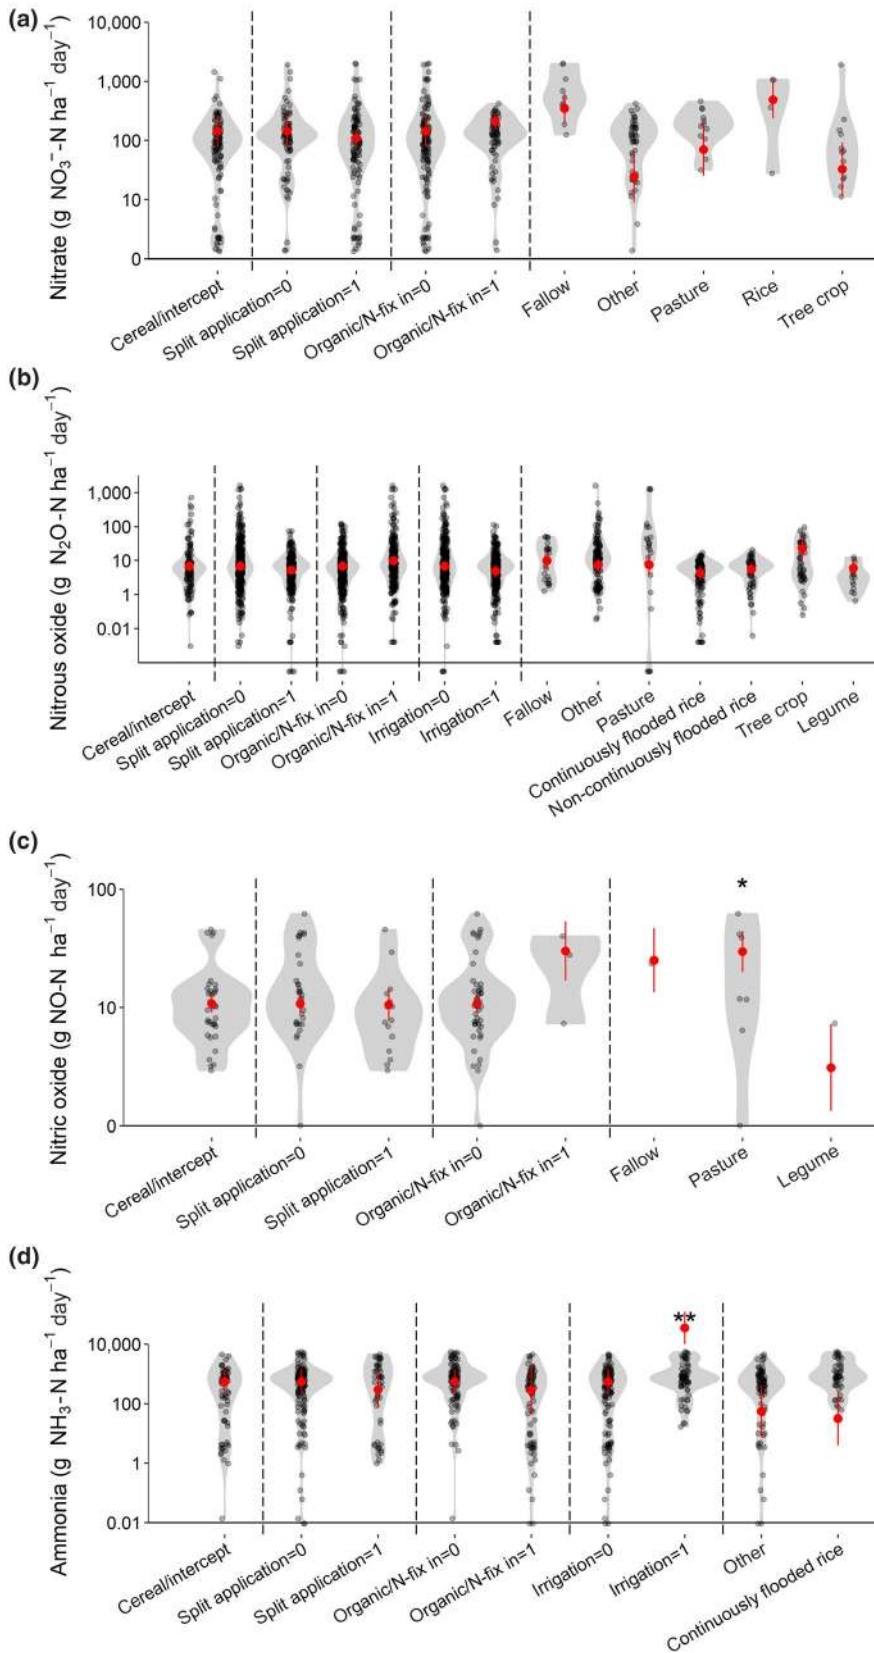 (a)
Nitrate (g NO₃⁻-N ha⁻¹ day⁻¹)
10,000
1,000
100
10
0
Cereal/intercept
Split application=0
Split application=1
Organic/N-fix in=0
Organic/N-fix in=1
Fallow
Other
Pasture
Rice
Tree crop
(b)
Nitrous oxide (g N₂O-N ha⁻¹ day⁻¹)
1,000
100
10
1
0.01
Cereal/intercept
Split application=0
Split application=1
Organic/N-fix in=0
Organic/N-fix in=1
Irrigation=0
Irrigation=1
Fallow
Other
Pasture
Continuously flooded rice
Non-continuously flooded rice
Tree crop
Legume
(c)
Nitric oxide (g NO-N ha⁻¹ day⁻¹)
100
10
0
*
Cereal/intercept
Split application=0
Split application=1
Organic/N-fix in=0
Organic/N-fix in=1
Fallow
Pasture
Legume
(d)
Ammonia (g NH₃-N ha⁻¹ day⁻¹)
10,000
100
1
0.01
**
Cereal/intercept
Split application=0
Split application=1
Organic/N-fix in=0
Organic/N-fix in=1
Irrigation=0
Irrigation=1
Other
Continuously flooded rice